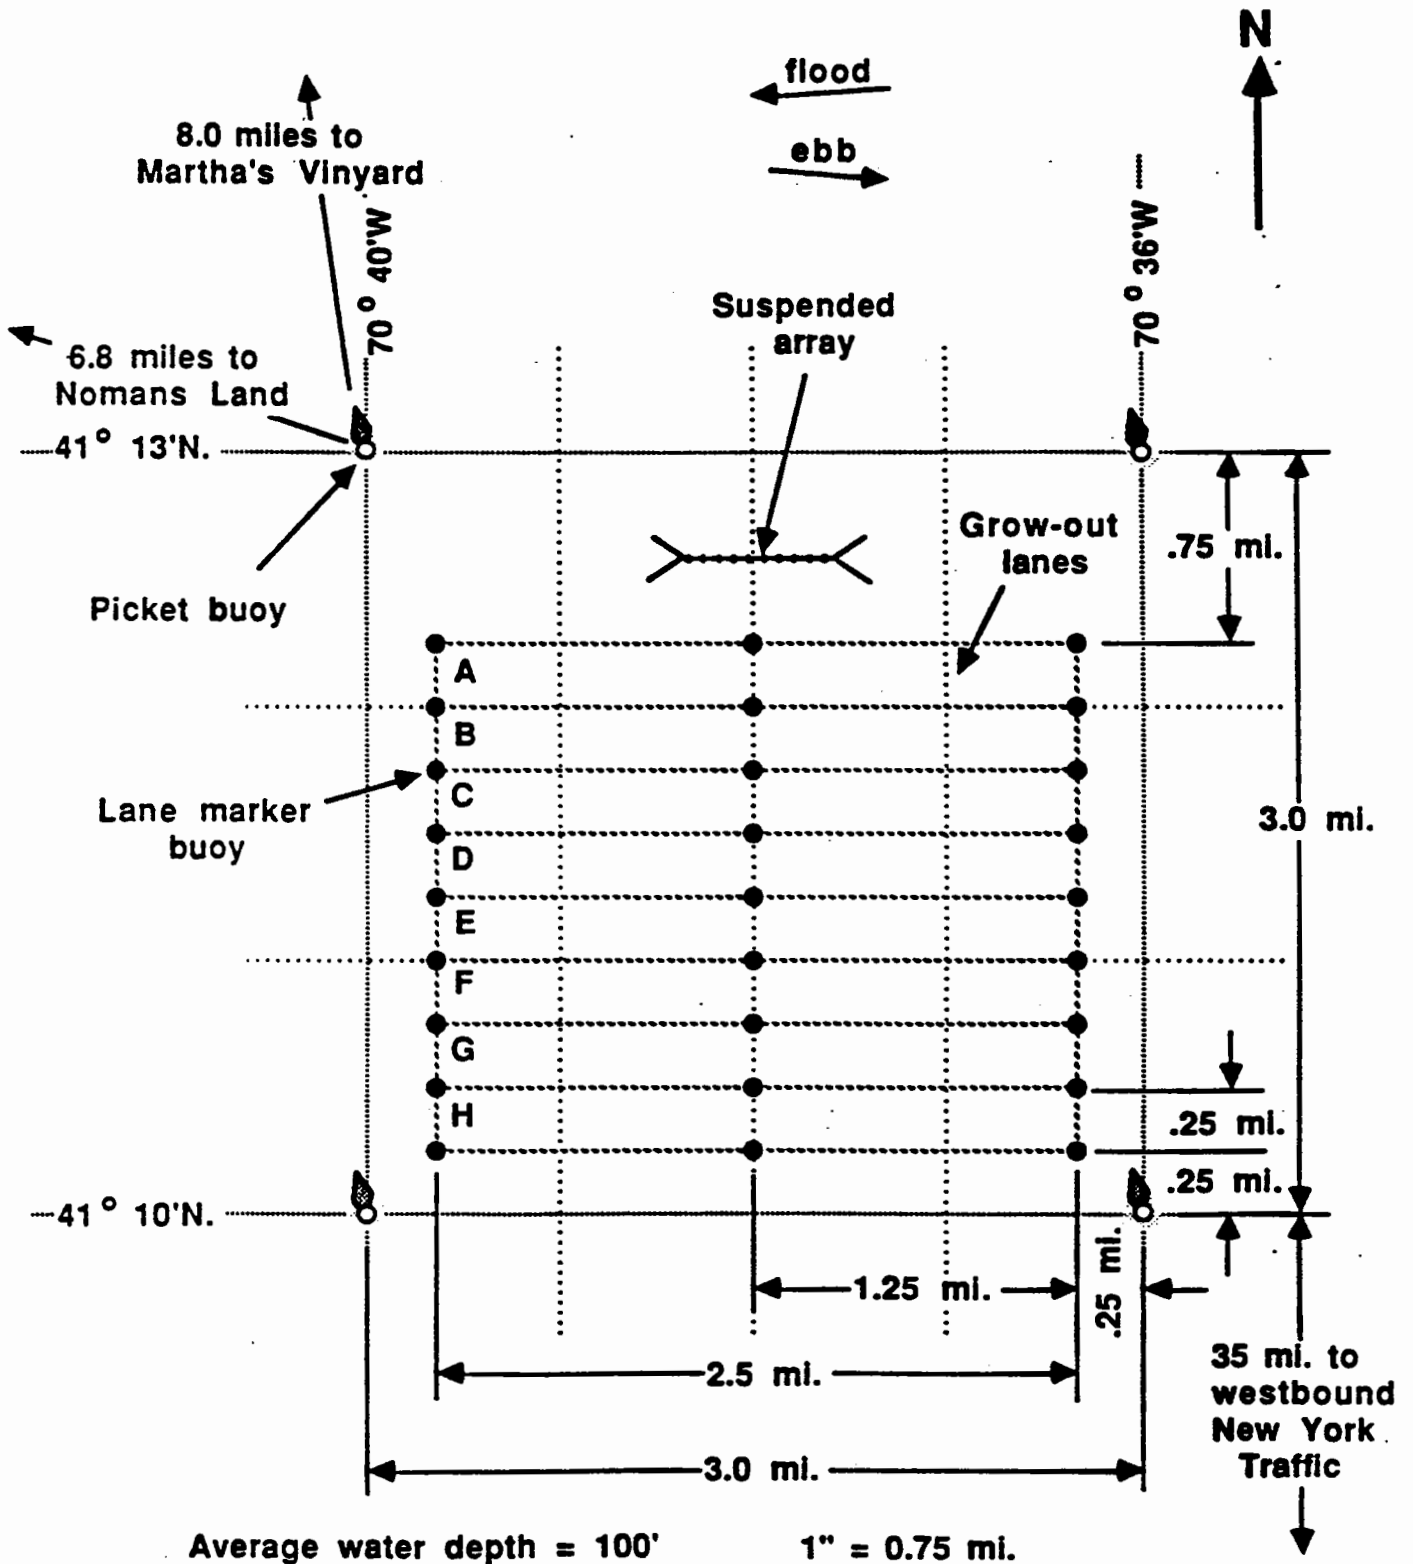 N
flood
ebb
8.0 miles to
Martha's Vinyard
70° 40'W
70° 36'W
Suspended
array
6.8 miles to
Nomans Land
41° 13'N.
Grow-out
lanes
.75 mi.
Picket buoy
A
B
C
D
E
F
G
H
Lane marker
buoy
3.0 mi.
.25 mi.
.25 mi.
41° 10'N.
.25 mi.
1.25 mi.
2.5 mi.
3.0 mi.
35 mi. to
westbound
New York
Traffic
Average water depth = 100'
1" = 0.75 mi.